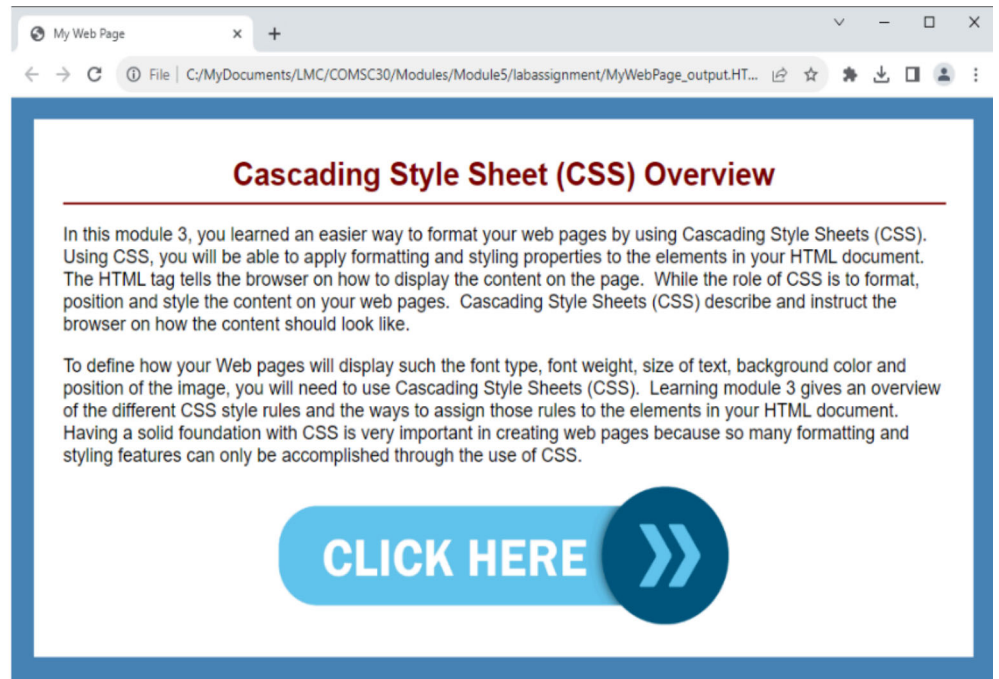 My Web Page
File C:/MyDocuments/LMC/COMSC30/Modules/Module5/labassignment/MyWebPage_output.HT...
Cascading Style Sheet (CSS) Overview
In this module 3, you learned an easier way to format your web pages by using Cascading Style Sheets (CSS).
Using CSS, you will be able to apply formatting and styling properties to the elements in your HTML document.
The HTML tag tells the browser on how to display the content on the page.  While the role of CSS is to format,
position and style the content on your web pages.  Cascading Style Sheets (CSS) describe and instruct the
browser on how the content should look like.
To define how your Web pages will display such the font type, font weight, size of text, background color and
position of the image, you will need to use Cascading Style Sheets (CSS).  Learning module 3 gives an overview
of the different CSS style rules and the ways to assign those rules to the elements in your HTML document.
Having a solid foundation with CSS is very important in creating web pages because so many formatting and
styling features can only be accomplished through the use of CSS.
CLICK HERE